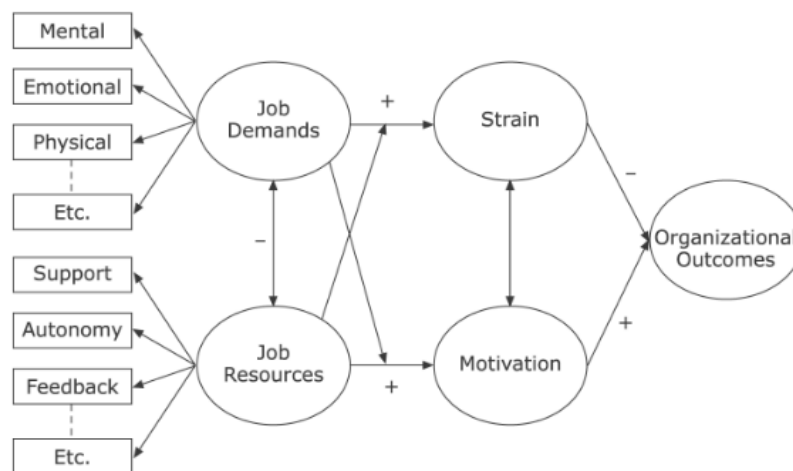 Mental
Emotional
Physical
Etc.
Support
Autonomy
Feedback
Etc.
Job
Demands
+
Strain
–
–
Organizational
Outcomes
Job
Resources
+
Motivation
+